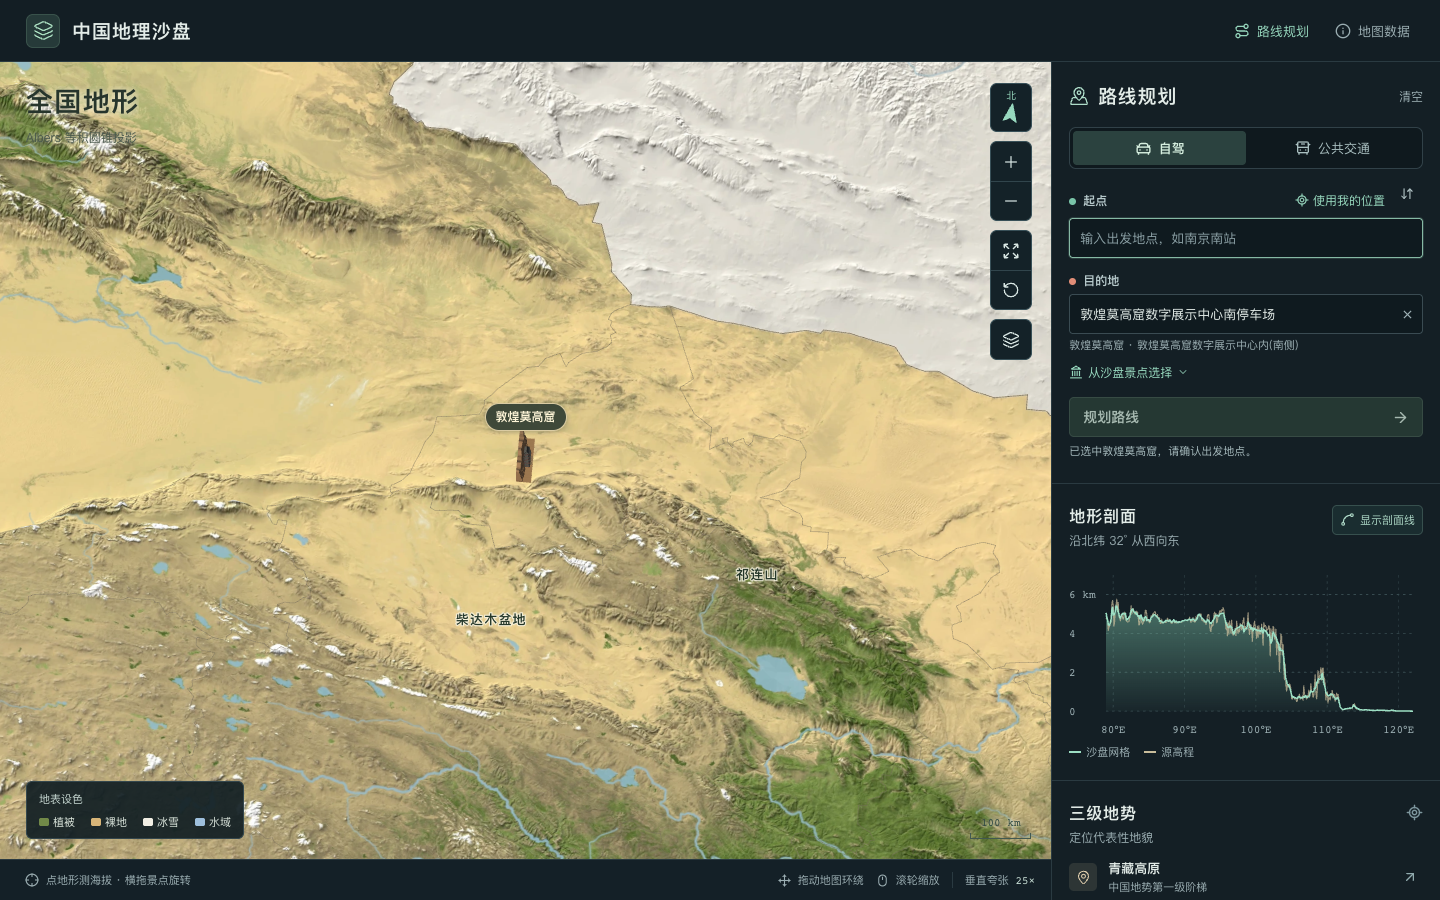 中国地理沙盘
路线规划
地图数据
全国地形
Albers 等积圆锥投影
北
敦煌莫高窟
祁连山
柴达木盆地
地表设色
植被 裸地 冰雪 水域
100 km
点地形测海拔 · 横拖景点旋转
拖动地图环绕
滚轮缩放
垂直夸张 25×
路线规划
清空
自驾
公共交通
起点
使用我的位置
输入出发地点，如南京南站
目的地
敦煌莫高窟数字展示中心南停车场
敦煌莫高窟 · 敦煌莫高窟数字展示中心内(南侧)
从沙盘景点选择
规划路线
已选中敦煌莫高窟，请确认出发地点。
地形剖面
显示剖面线
沿北纬 32° 从西向东
6 km
4
2
0
80°E 90°E 100°E 110°E 120°E
沙盘网格 源高程
三级地势
定位代表性地貌
青藏高原
中国地势第一级阶梯